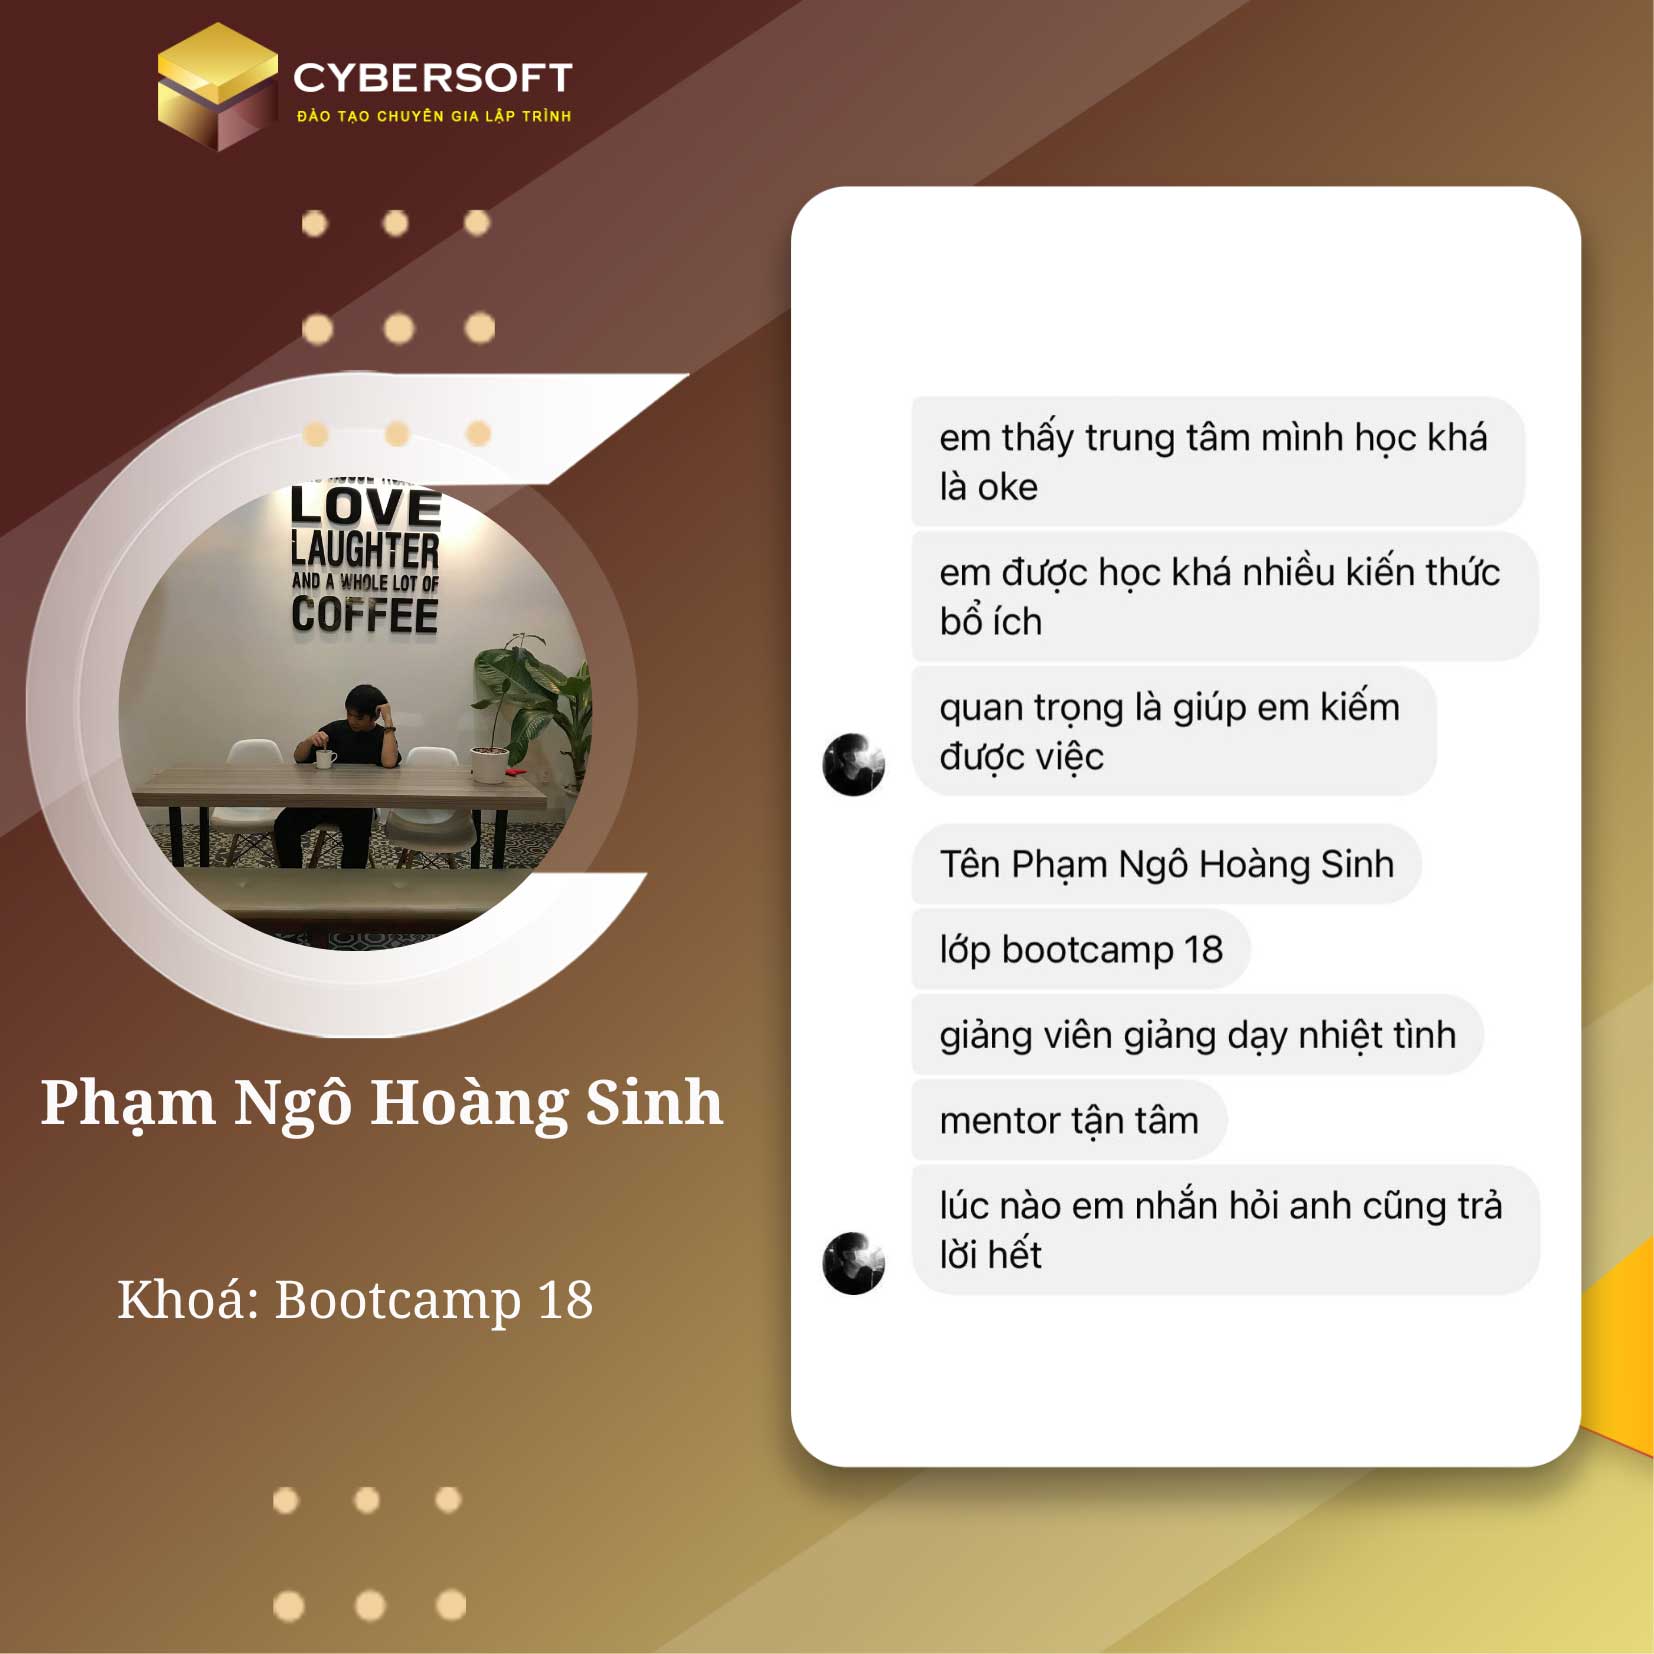 CYBERSOFT
ĐÀO TẠO CHUYÊN GIA LẬP TRÌNH
LOVE
LAUGHTER
AND A WHOLE LOT OF
COFFEE
Phạm Ngô Hoàng Sinh
Khoá: Bootcamp 18
em thấy trung tâm mình học khá
là oke
em được học khá nhiều kiến thức
bổ ích
quan trọng là giúp em kiếm
được việc
Tên Phạm Ngô Hoàng Sinh
lớp bootcamp 18
giảng viên giảng dạy nhiệt tình
mentor tận tâm
lúc nào em nhắn hỏi anh cũng trả
lời hết